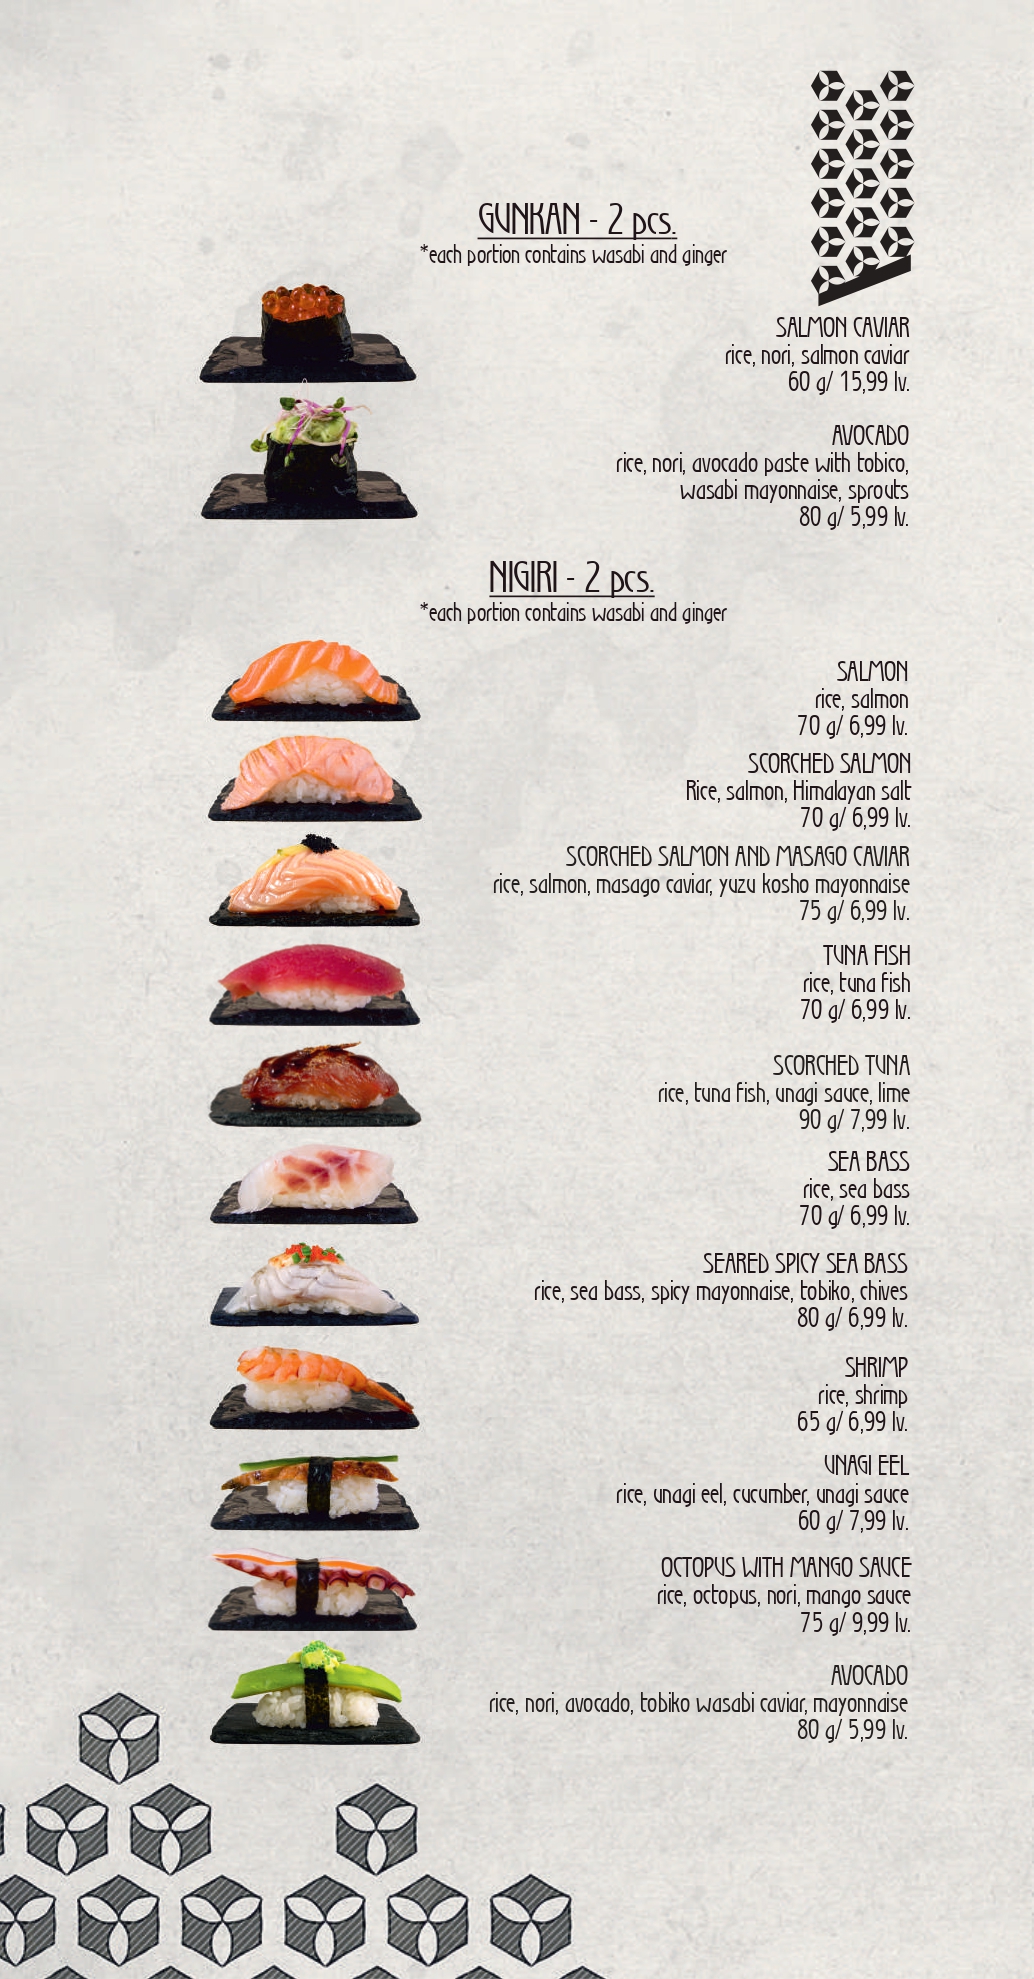 GUNKAN - 2 pcs.
*each portion contains wasabi and ginger
SALMON CAVIAR
rice, nori, salmon caviar
60 g/ 15,99 lv.
AVOCADO
rice, nori, avocado paste with tobico,
wasabi mayonnaise, sprouts
80 g/ 5,99 lv.
NIGIRI - 2 pcs.
*each portion contains wasabi and ginger
SALMON
rice, salmon
70 g/ 6,99 lv.
SCORCHED SALMON
Rice, salmon, Himalayan salt
70 g/ 6,99 lv.
SCORCHED SALMON AND MASAGO CAVIAR
rice, salmon, masago caviar, yuzu kosho mayonnaise
75 g/ 6,99 lv.
TUNA FISH
rice, tuna fish
70 g/ 6,99 lv.
SCORCHED TUNA
rice, tuna fish, unagi sauce, lime
90 g/ 7,99 lv.
SEA BASS
rice, sea bass
70 g/ 6,99 lv.
SEARED SPICY SEA BASS
rice, sea bass, spicy mayonnaise, tobiko, chives
80 g/ 6,99 lv.
SHRIMP
rice, shrimp
65 g/ 6,99 lv.
UNAGI EEL
rice, unagi eel, cucumber, unagi sauce
60 g/ 7,99 lv.
OCTOPUS WITH MANGO SAUCE
rice, octopus, nori, mango sauce
75 g/ 9,99 lv.
AVOCADO
rice, nori, avocado, tobiko wasabi caviar, mayonnaise
80 g/ 5,99 lv.